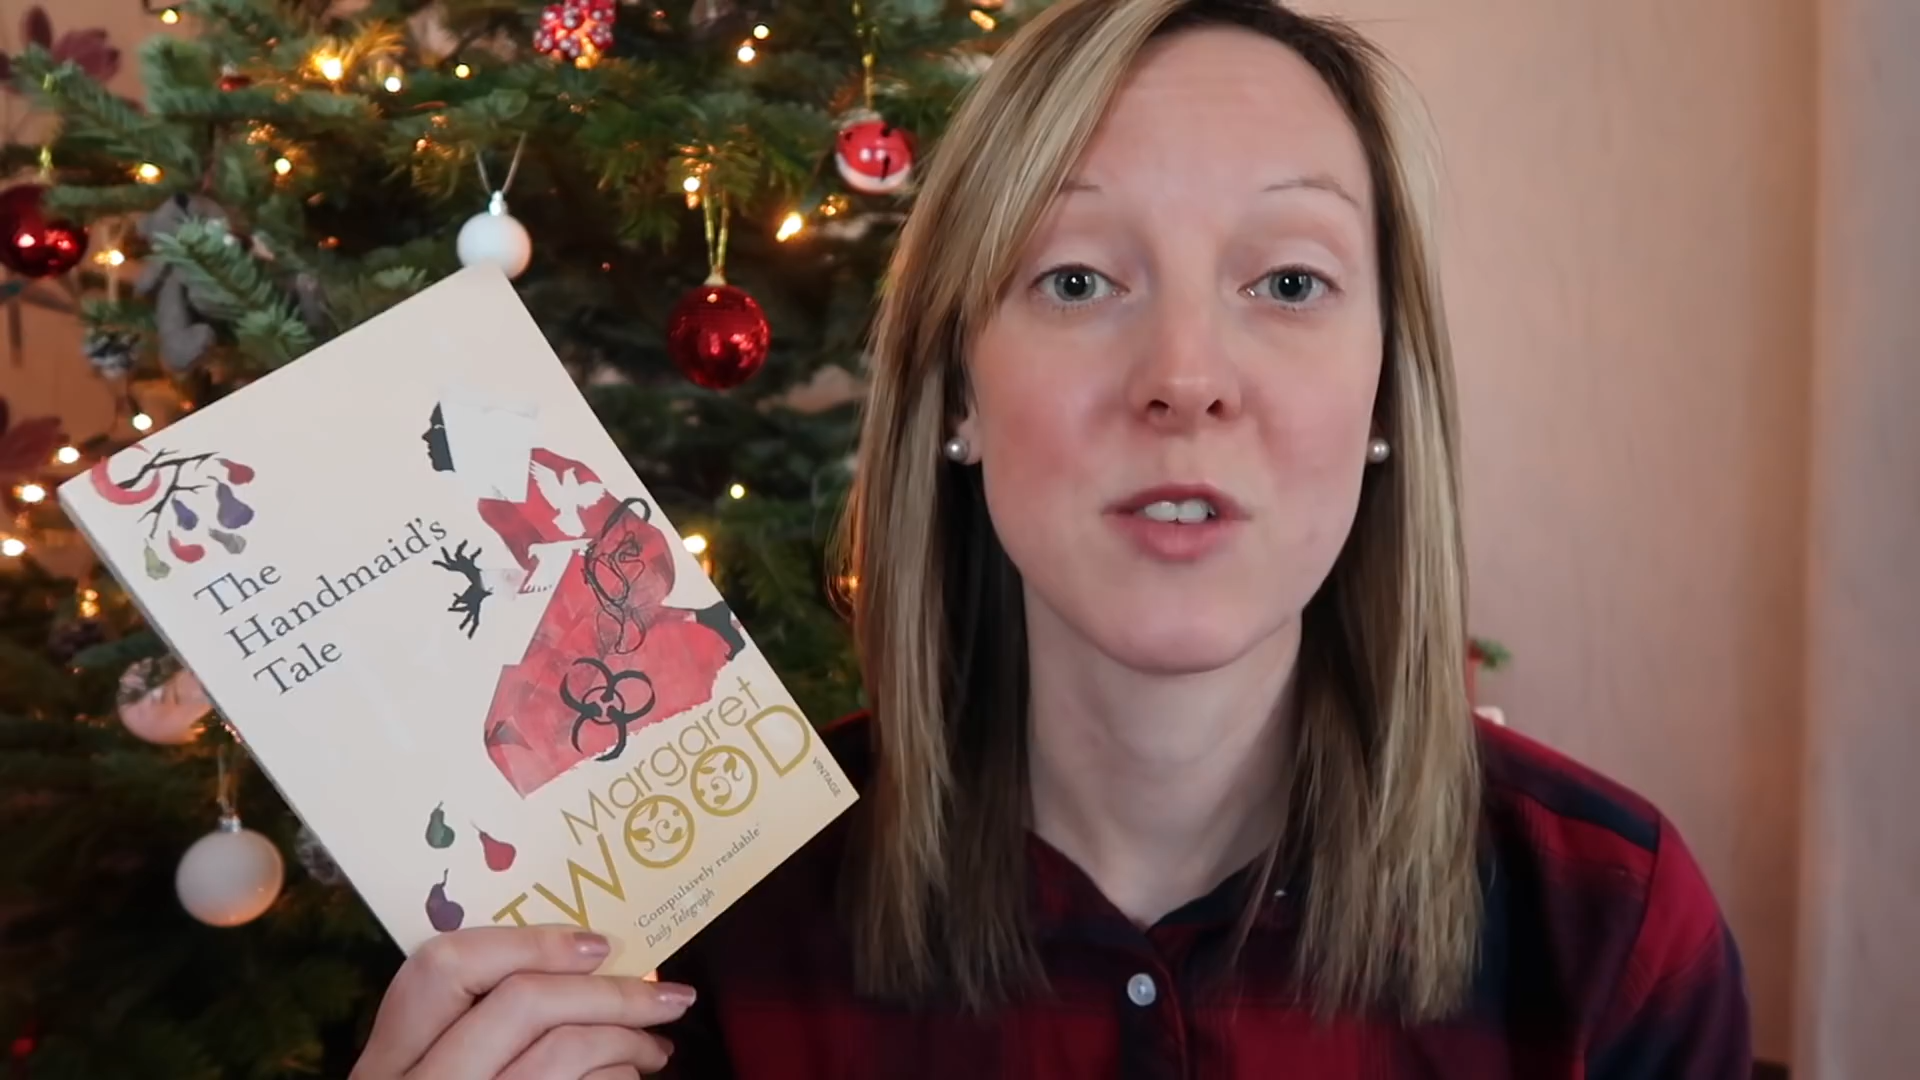 The
Handmaid's
Tale
Margaret
TWOOD
VINTAGE
'Compulsively readable'
Daily Telegraph